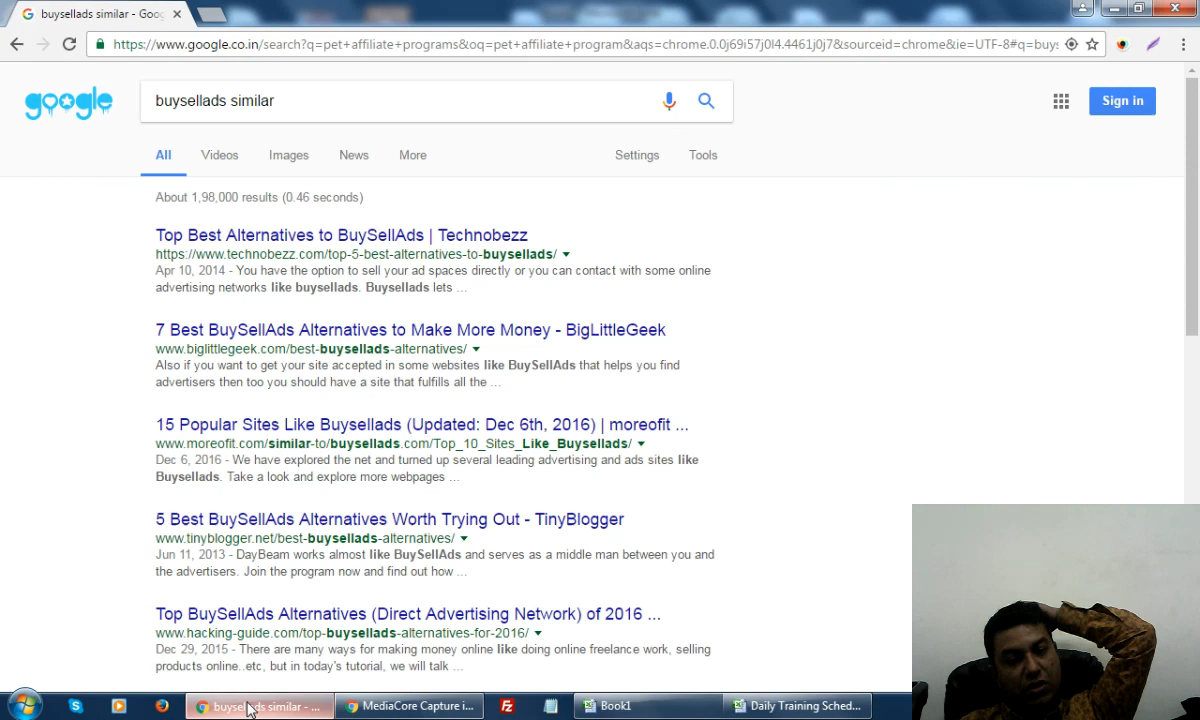 buysellads similar - Goo
https://www.google.co.in/search?q=pet+affiliate+programs&oq=pet+affiliate+program&aqs=chrome.0.0j69i57j0l4.4461j0j7&sourceid=chrome&ie=UTF-8#q=buys
google
buysellads similar
Sign in
All Videos Images News More Settings Tools
About 1,98,000 results (0.46 seconds)
Top Best Alternatives to BuySellAds | Technobezz
https://www.technobezz.com/top-5-best-alternatives-to-buysellads/
Apr 10, 2014 - You have the option to sell your ad spaces directly or you can contact with some online
advertising networks like buysellads. Buysellads lets ...
7 Best BuySellAds Alternatives to Make More Money - BigLittleGeek
www.biglittlegeek.com/best-buysellads-alternatives/
Also if you want to get your site accepted in some websites like BuySellAds that helps you find
advertisers then too you should have a site that fulfills all the ...
15 Popular Sites Like Buysellads (Updated: Dec 6th, 2016) | moreofit ...
www.moreofit.com/similar-to/buysellads.com/Top_10_Sites_Like_Buysellads/
Dec 6, 2016 - We have explored the net and turned up several leading advertising and ads sites like
Buysellads. Take a look and explore more webpages ...
5 Best BuySellAds Alternatives Worth Trying Out - TinyBlogger
www.tinyblogger.net/best-buysellads-alternatives/
Jun 11, 2013 - DayBeam works almost like BuySellAds and serves as a middle man between you and
the advertisers. Join the program now and find out how ...
Top BuySellAds Alternatives (Direct Advertising Network) of 2016 ...
www.hacking-guide.com/top-buysellads-alternatives-for-2016/
Dec 29, 2015 - There are many ways for making money online like doing online freelance work, selling
products online..etc, but in today's tutorial, we will talk ...
buysellads similar - ... MediaCore Capture i... Book1 Daily Training Sched...